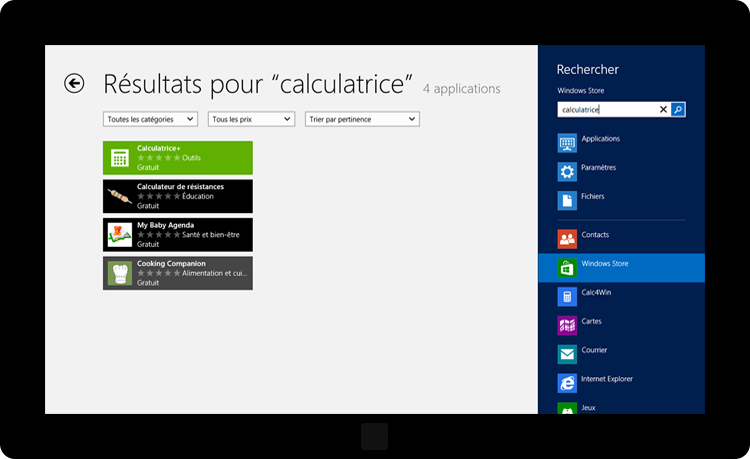 Résultats pour “calculatrice” 4 applications
Toutes les catégories Tous les prix Trier par pertinence
Calculatrice+
Outils
Gratuit
Calculateur de résistances
Éducation
Gratuit
My Baby Agenda
Santé et bien-être
Gratuit
Cooking Companion
Alimentation et cui...
Gratuit
Rechercher
Windows Store
calculatrice
Applications
Paramètres
Fichiers
Contacts
Windows Store
Calc4Win
Cartes
Courrier
Internet Explorer
Jeux